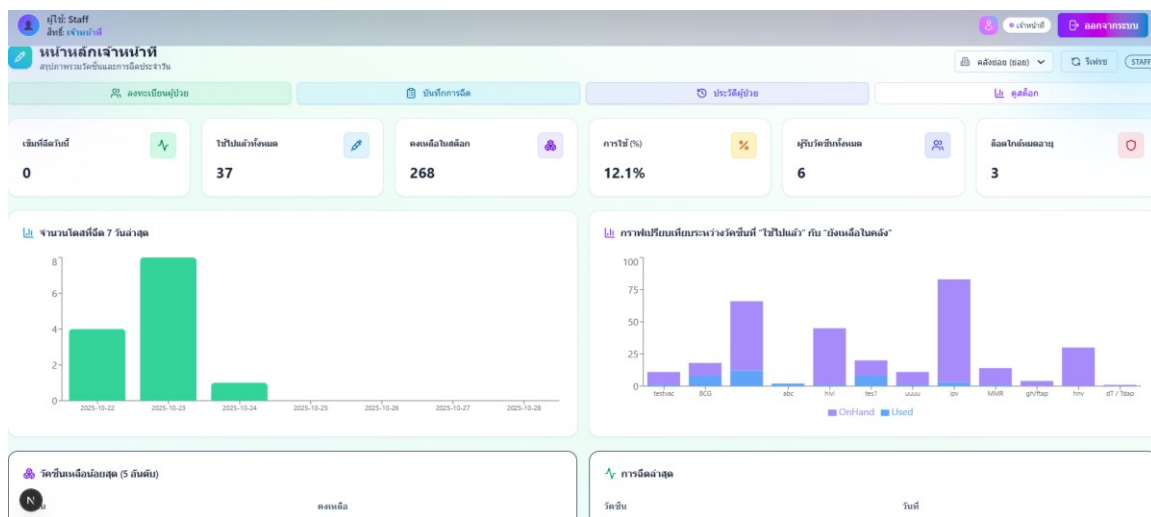 ผู้ใช้: Staff
สิทธิ์: เจ้าหน้าที่
เจ้าหน้าที่
ออกจากระบบ
หน้าหลักเจ้าหน้าที่
สรุปภาพรวมวัคซีนและการฉีดประจำวัน
คลังย่อย (ย่อย)
รีเฟรช
STAFF
ลงทะเบียนผู้ป่วย
บันทึกการฉีด
ประวัติผู้ป่วย
ดูสต็อก
เข็มที่ฉีดวันนี้
0
ใช้ไปแล้วทั้งหมด
37
คงเหลือในสต็อก
268
การใช้ (%)
12.1%
ผู้รับวัคซีนทั้งหมด
6
ล็อตใกล้หมดอายุ
3
จำนวนโดสที่ฉีด 7 วันล่าสุด
8
6
4
2
0
2025-10-22 2025-10-23 2025-10-24 2025-10-25 2025-10-26 2025-10-27 2025-10-28
กราฟเปรียบเทียบระหว่างวัคซีนที่ "ใช้ไปแล้ว" กับ "ยังเหลือในคลัง"
100
75
50
25
0
testvac BCG abc hivi tes1 uuuu ipv MMR gh/ftap hnv dT / Tdap
OnHand Used
วัคซีนเหลือน้อยสุด (5 อันดับ)
N
คงเหลือ
การฉีดล่าสุด
วัคซีน วันที่